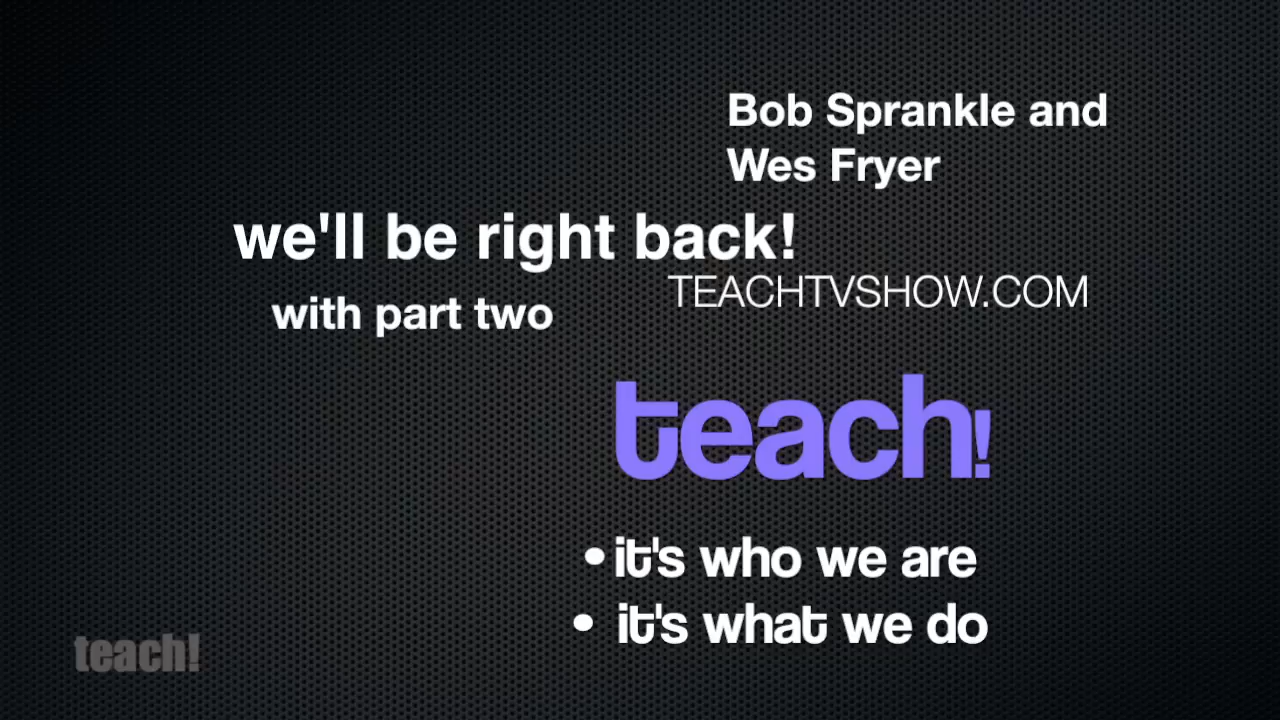 Bob Sprankle and
Wes Fryer
we'll be right back!
TEACHTVSHOW.COM
with part two
teach!
•it's who we are
• it's what we do
teach!